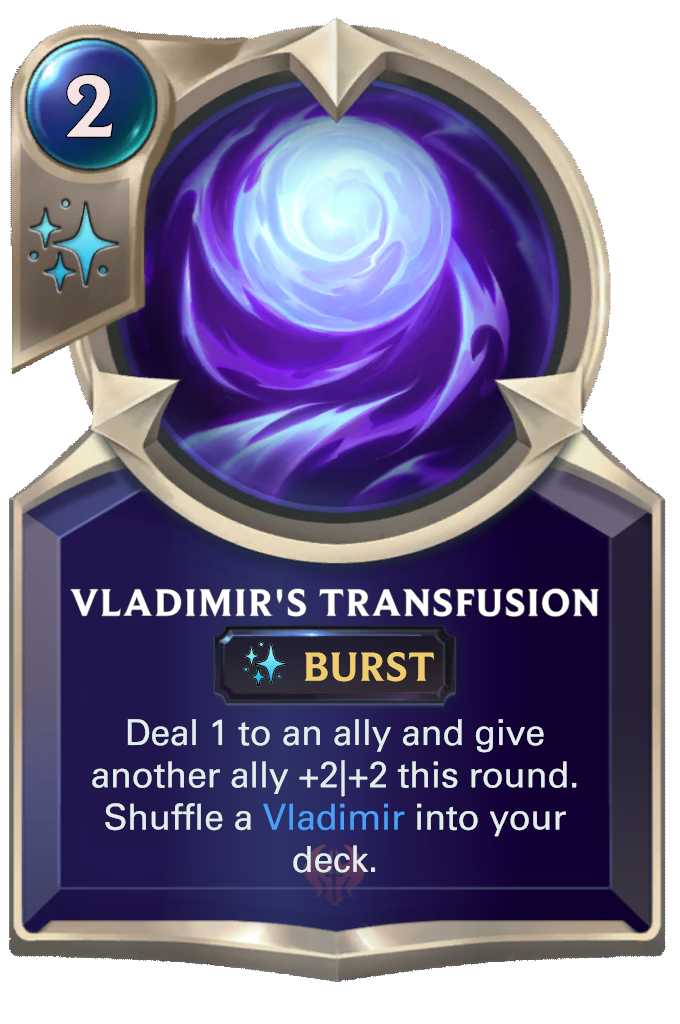 2
VLADIMIR'S TRANSFUSION
BURST
Deal 1 to an ally and give
another ally +2|+2 this round.
Shuffle a Vladimir into your
deck.